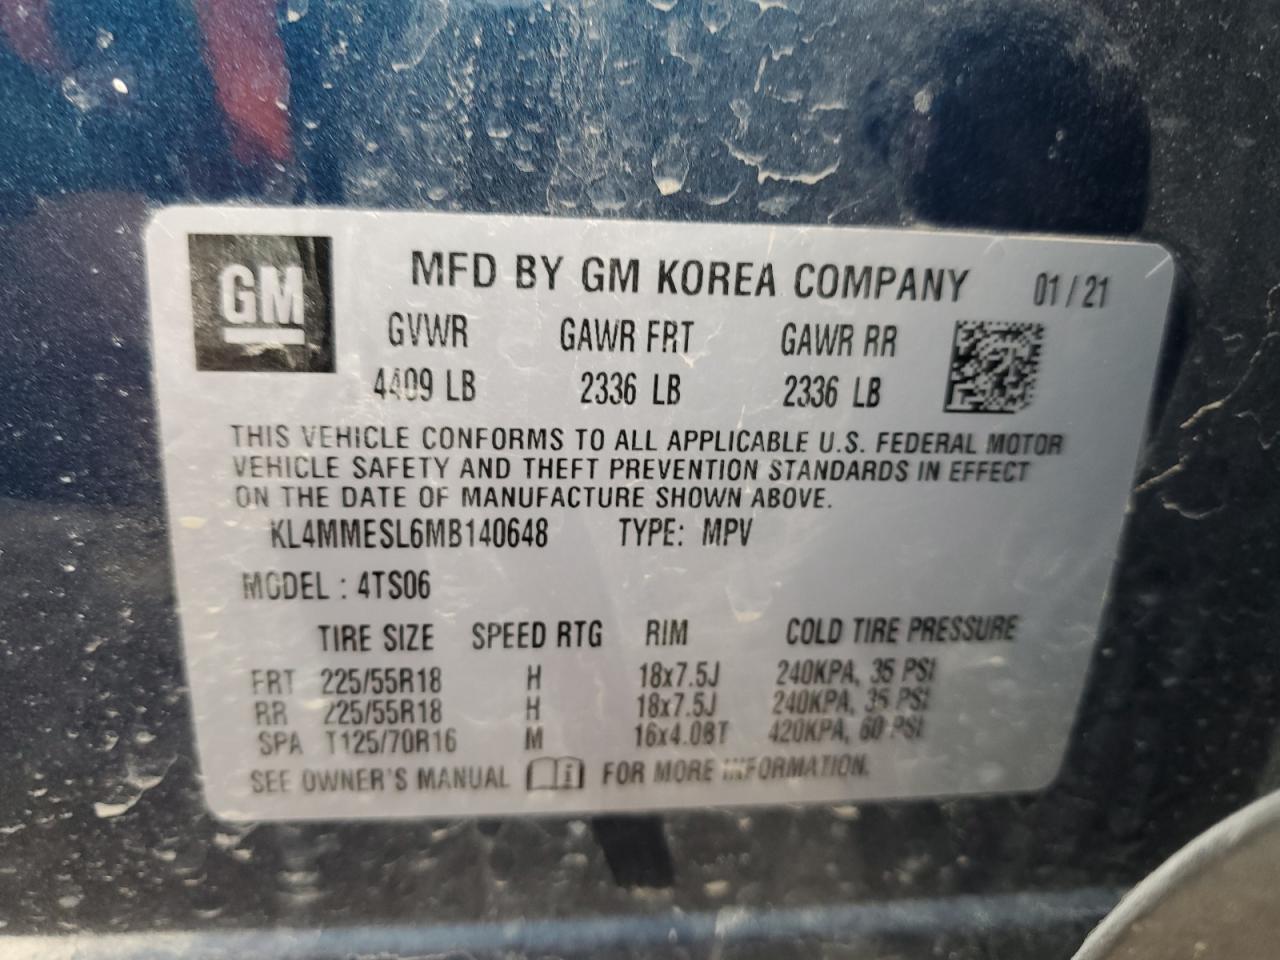 GM
MFD BY GM KOREA COMPANY 01/21
GVWR GAWR FRT GAWR RR
4409 LB 2336 LB 2336 LB
THIS VEHICLE CONFORMS TO ALL APPLICABLE U.S. FEDERAL MOTOR
VEHICLE SAFETY AND THEFT PREVENTION STANDARDS IN EFFECT
ON THE DATE OF MANUFACTURE SHOWN ABOVE.
KL4MMESL6MB140648 TYPE: MPV
MODEL : 4TS06
TIRE SIZE SPEED RTG RIM COLD TIRE PRESSURE
FRT 225/55R18 H 18x7.5J 240KPA, 35 PSI
RR 225/55R18 H 18x7.5J 240KPA, 35 PSI
SPA T125/70R16 M 16x4.08T 420KPA, 60 PSI
SEE OWNER'S MANUAL FOR MORE INFORMATION.